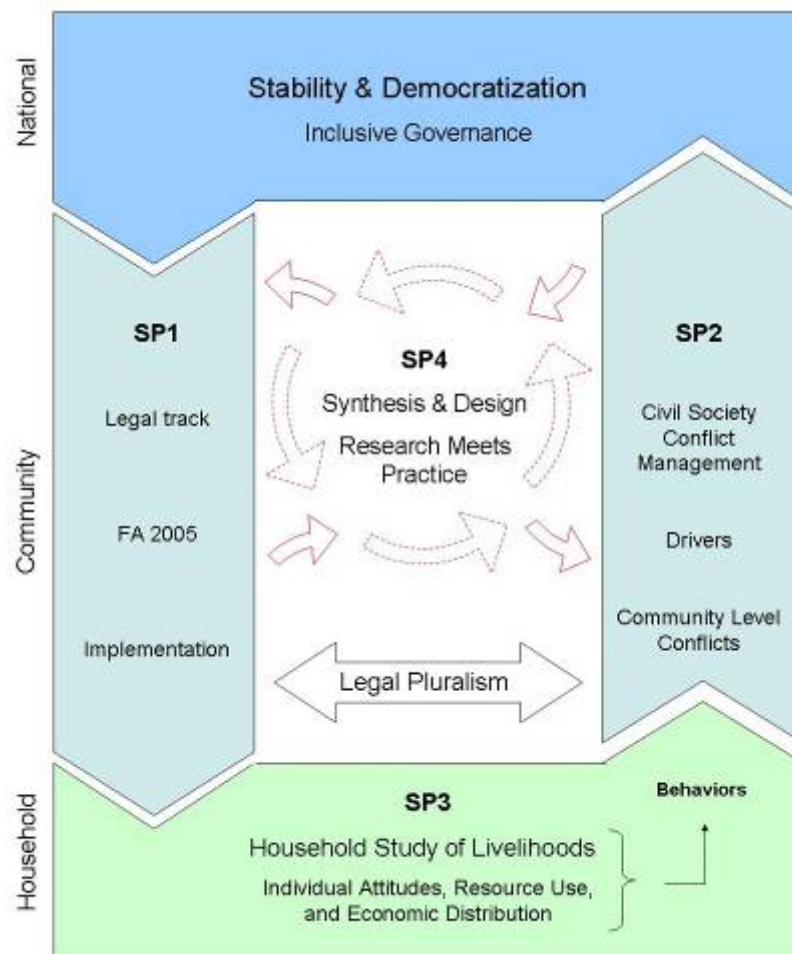 National
Stability & Democratization
Inclusive Governance
Community
SP1
Legal track
FA 2005
Implementation
SP4
Synthesis & Design
Research Meets
Practice
Legal Pluralism
SP2
Civil Society
Conflict
Management
Drivers
Community Level
Conflicts
Household
SP3
Household Study of Livelihoods
Individual Attitudes, Resource Use,
and Economic Distribution
Behaviors